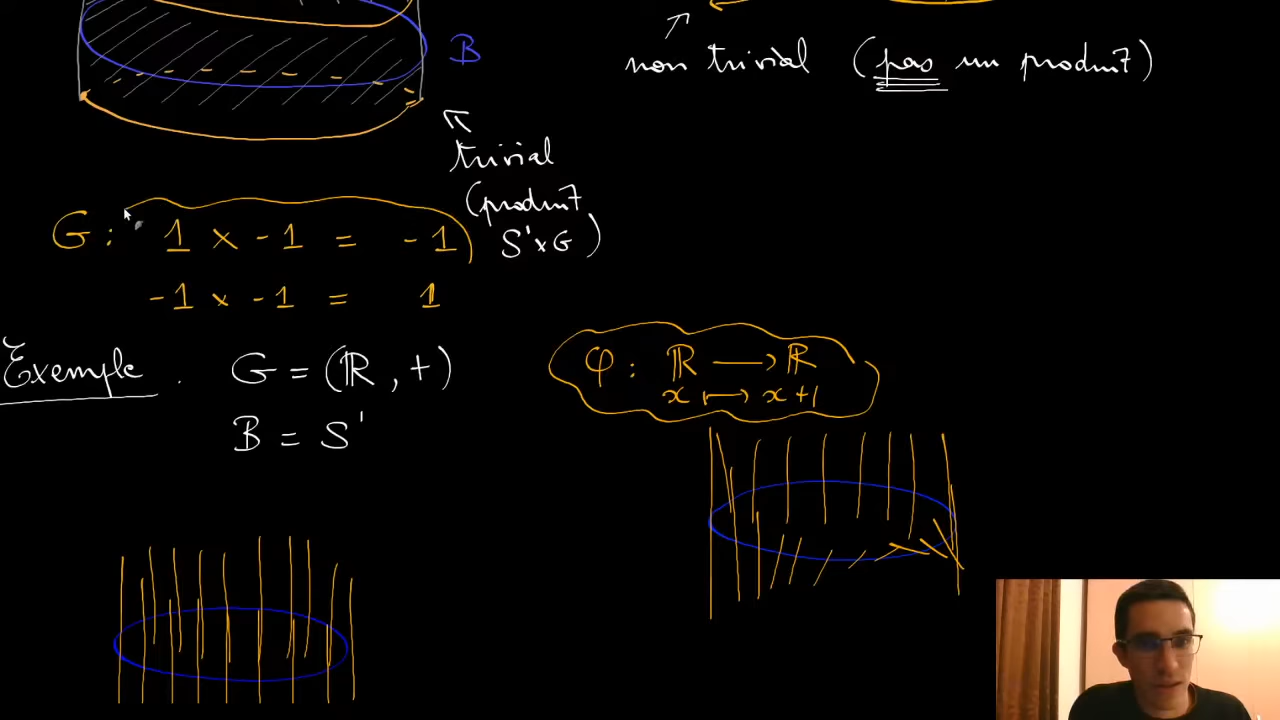 B
non trivial (pas un produit)
trivial
(produit
S¹×G)
G : 1 × -1 = -1
-1 × -1 = 1
Exemple. G = (ℝ, +)
B = S¹
φ : ℝ ⟶ ℝ
x ⟼ x+1